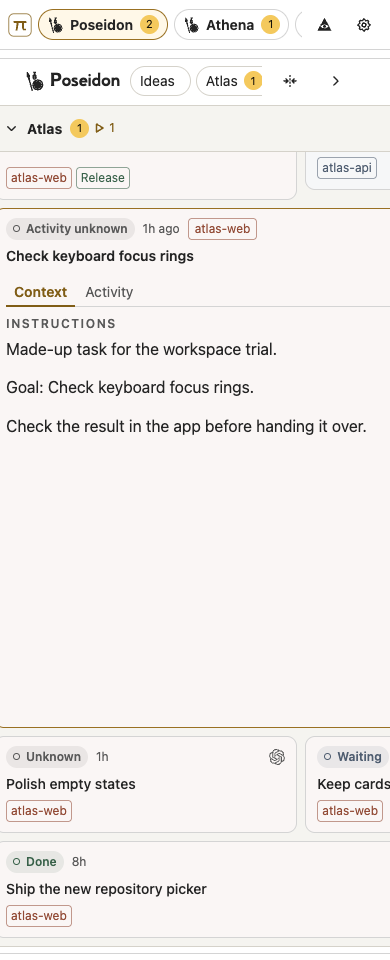 π Poseidon 2 Athena 1
Poseidon Ideas Atlas 1
Atlas 1 1
atlas-web Release
atlas-api
Activity unknown 1h ago atlas-web
Check keyboard focus rings
Context Activity
INSTRUCTIONS
Made-up task for the workspace trial.
Goal: Check keyboard focus rings.
Check the result in the app before handing it over.
Unknown 1h
Polish empty states
atlas-web
Waiting
Keep cards
atlas-web
Done 8h
Ship the new repository picker
atlas-web